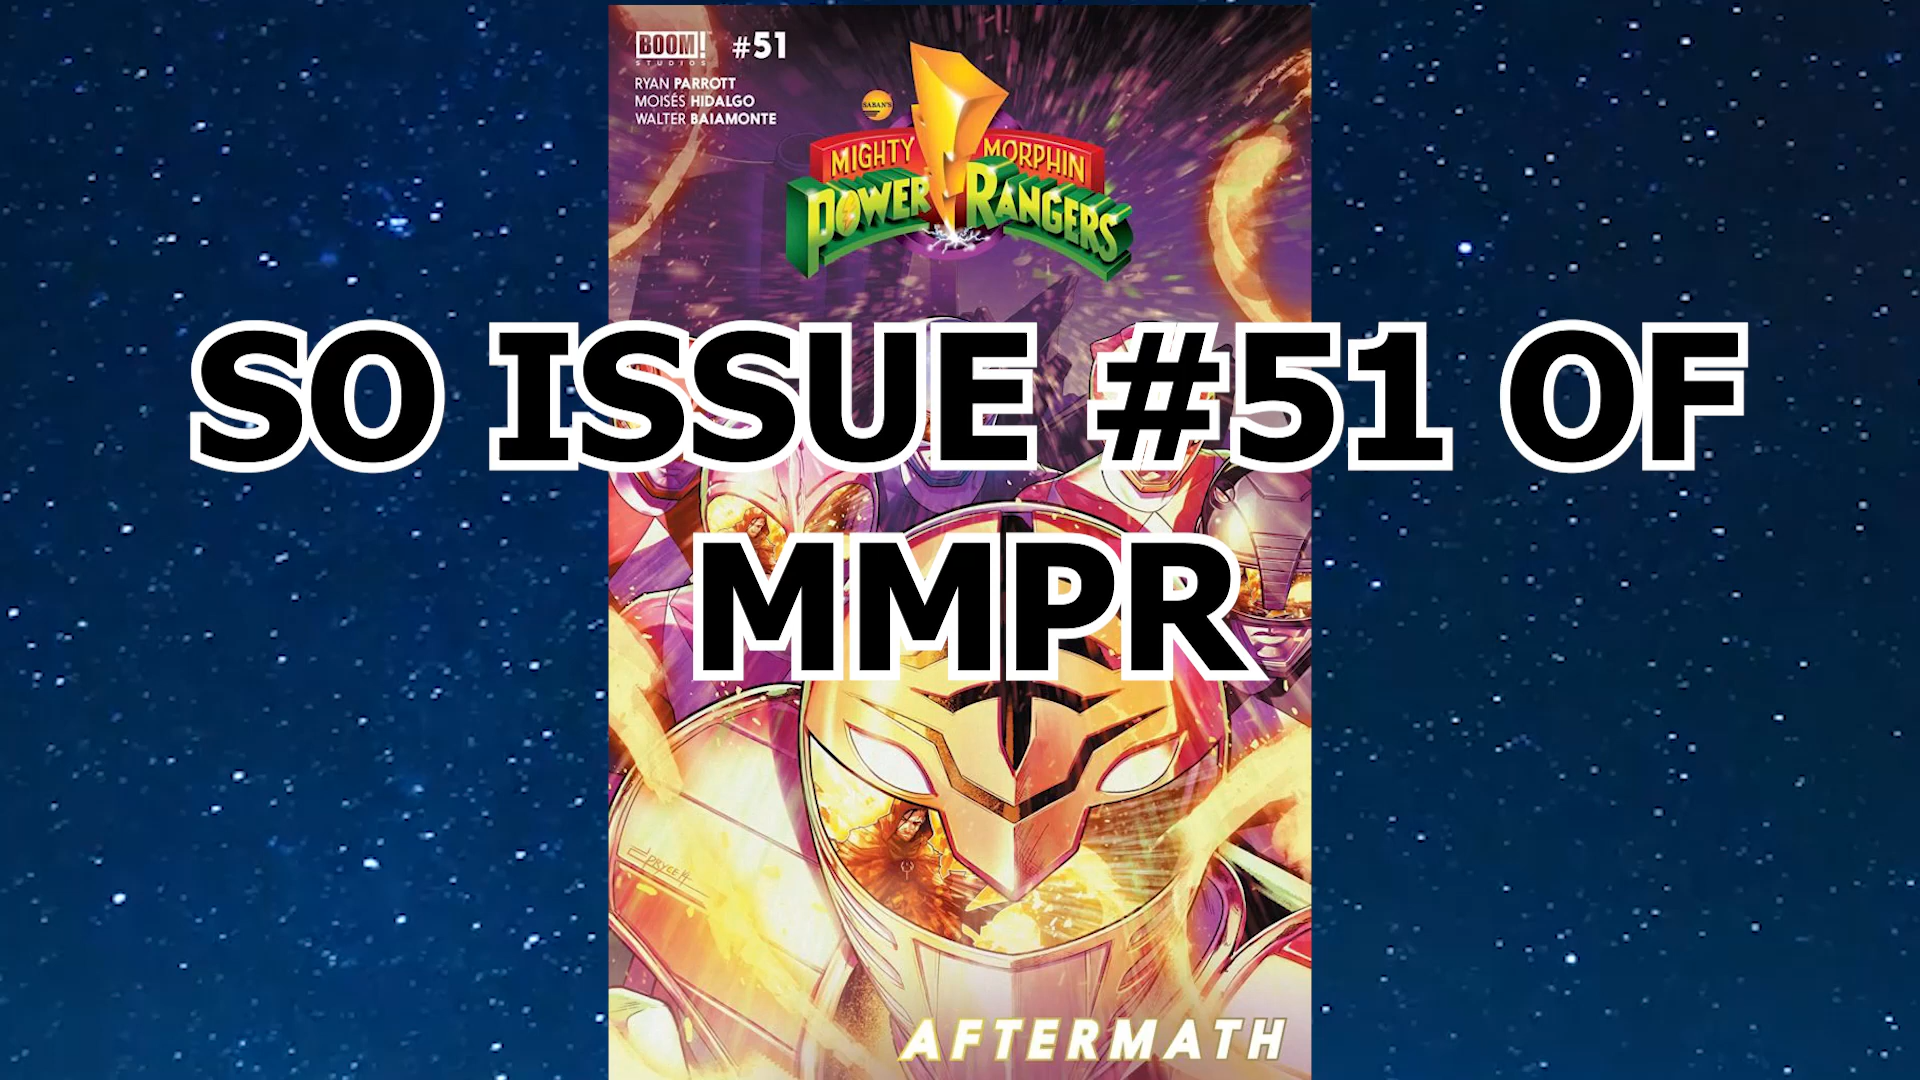 BOOM!
STUDIOS
#51
RYAN PARROTT
MOISÉS HIDALGO
WALTER BAIAMONTE
SABAN'S
MIGHTY MORPHIN
POWER RANGERS
SO ISSUE #51 OF
MMPR
AFTERMATH